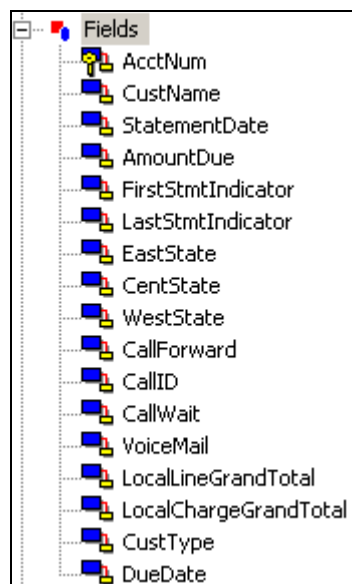 Fields
AcctNum
CustName
StatementDate
AmountDue
FirstStmtIndicator
LastStmtIndicator
EastState
CentState
WestState
CallForward
CallID
CallWait
VoiceMail
LocalLineGrandTotal
LocalChargeGrandTotal
CustType
DueDate